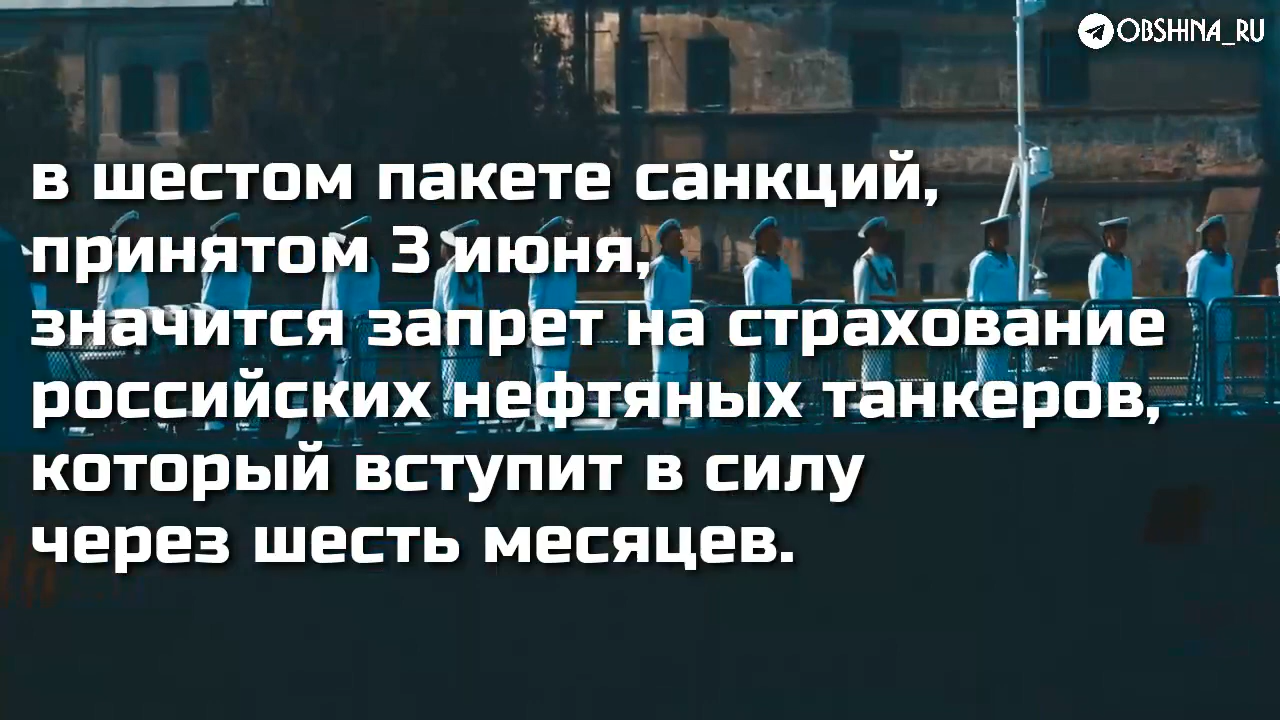 OBSHINA_RU
в шестом пакете санкций,
принятом 3 июня,
значится запрет на страхование
российских нефтяных танкеров,
который вступит в силу
через шесть месяцев.